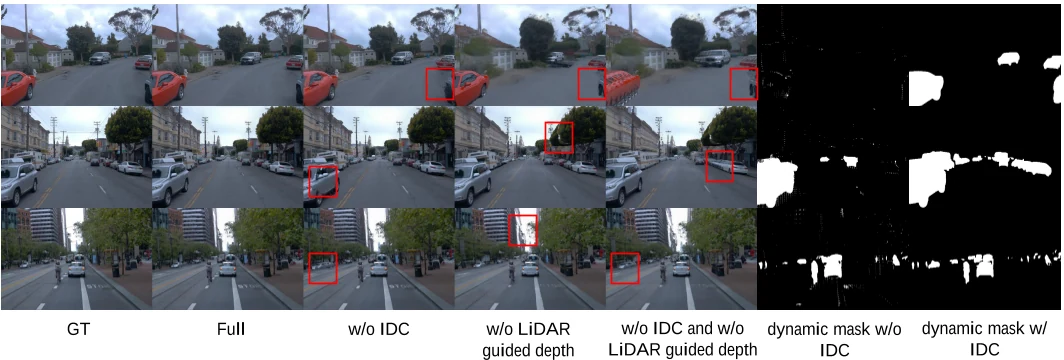 GT
Full
w/o IDC
w/o LiDAR
guided depth
w/o IDC and w/o
LiDAR guided depth
dynamic mask w/o
IDC
dynamic mask w/
IDC